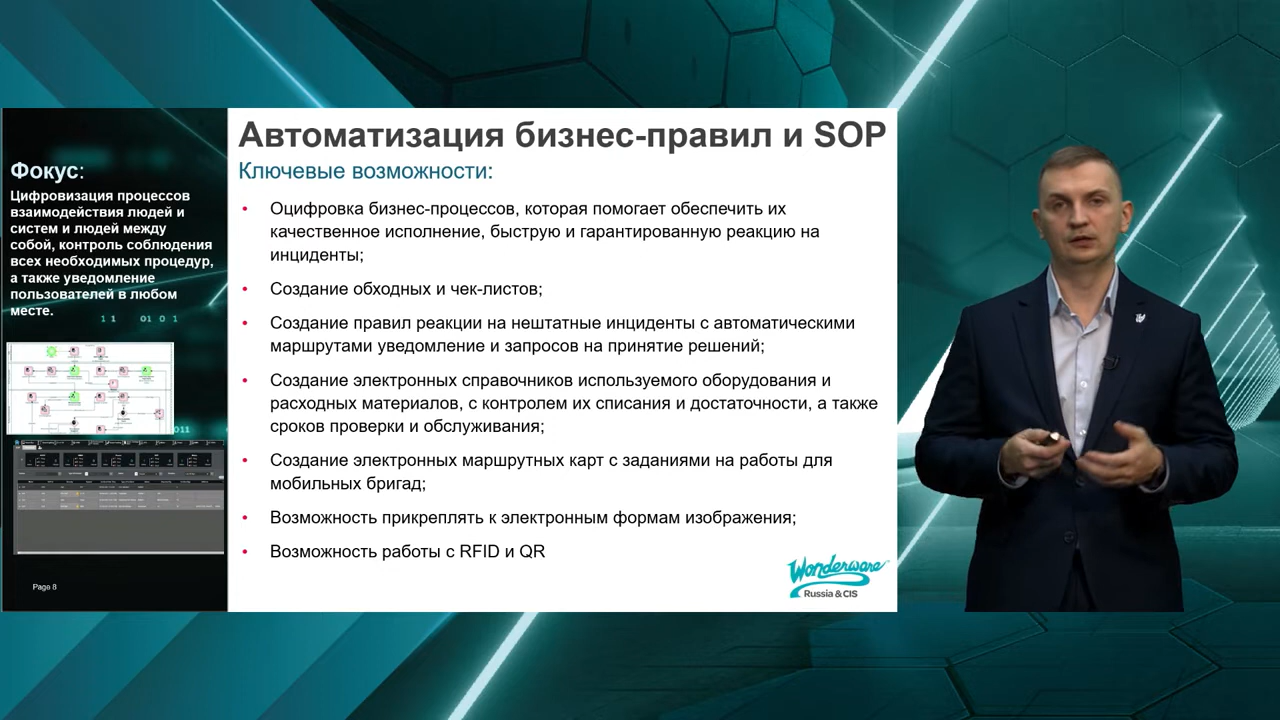 Автоматизация бизнес-правил и SOP
Фокус:
Цифровизация процессов
взаимодействия людей и
систем и людей между
собой, контроль соблюдения
всех необходимых процедур,
а также уведомление
пользователей в любом
месте.
Ключевые возможности:
• Оцифровка бизнес-процессов, которая помогает обеспечить их
качественное исполнение, быструю и гарантированную реакцию на
инциденты;
• Создание обходных и чек-листов;
• Создание правил реакции на нештатные инциденты с автоматическими
маршрутами уведомление и запросов на принятие решений;
• Создание электронных справочников используемого оборудования и
расходных материалов, с контролем их списания и достаточности, а также
сроков проверки и обслуживания;
• Создание электронных маршрутных карт с заданиями на работы для
мобильных бригад;
• Возможность прикреплять к электронным формам изображения;
• Возможность работы с RFID и QR
Page 8
Wonderware
Russia & CIS